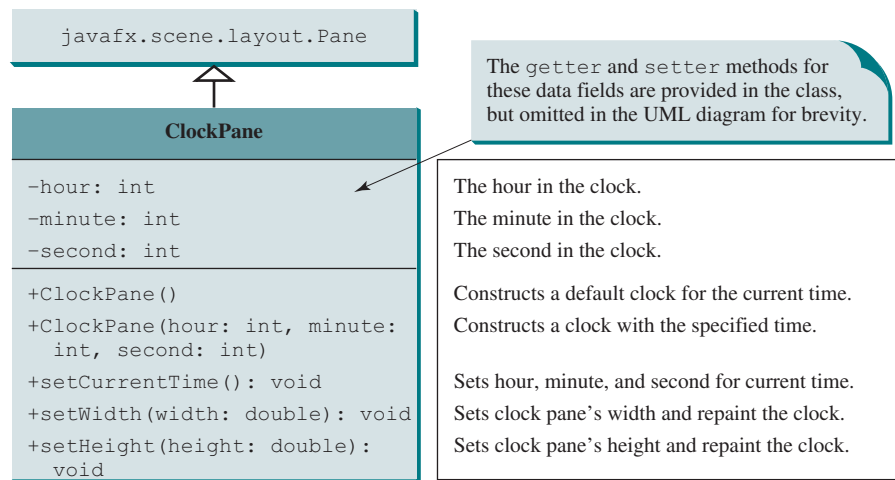 javafx.scene.layout.Pane
The getter and setter methods for
these data fields are provided in the class,
but omitted in the UML diagram for brevity.
ClockPane
-hour: int
The hour in the clock.
-minute: int
The minute in the clock.
-second: int
The second in the clock.
+ClockPane()
Constructs a default clock for the current time.
+ClockPane(hour: int, minute:
int, second: int)
Constructs a clock with the specified time.
+setCurrentTime(): void
Sets hour, minute, and second for current time.
+setWidth(width: double): void
Sets clock pane's width and repaint the clock.
+setHeight(height: double):
void
Sets clock pane's height and repaint the clock.